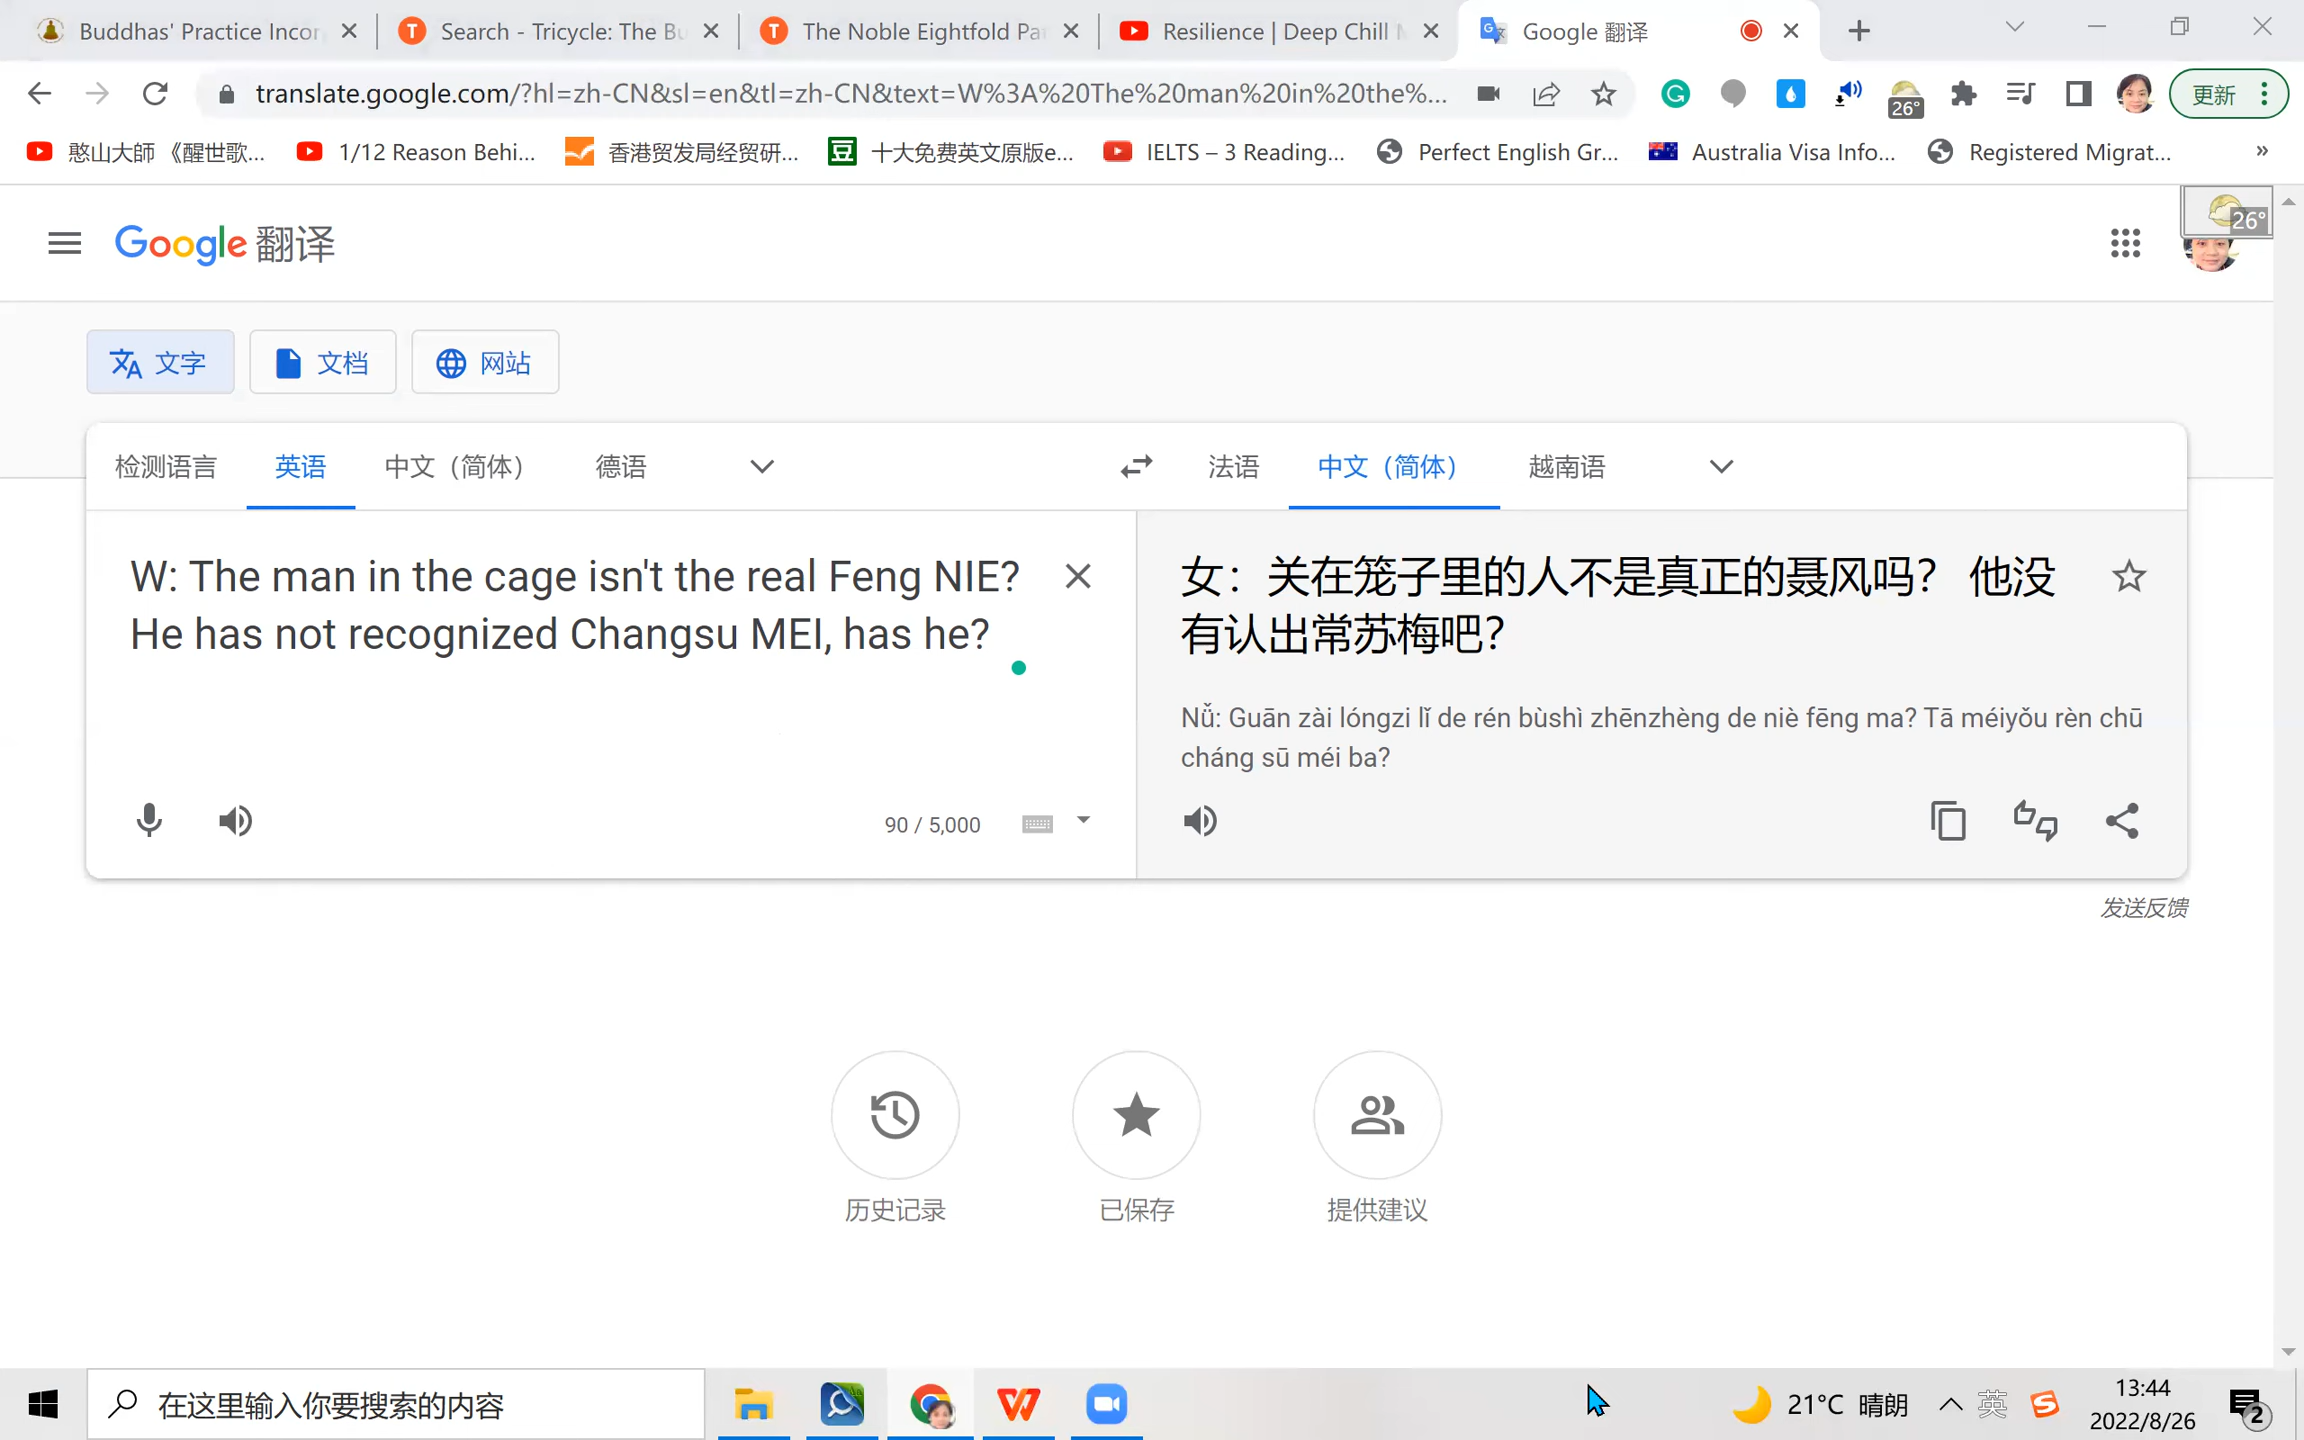 Buddhas' Practice Incor
Search - Tricycle: The Bu
The Noble Eightfold Pa
Resilience | Deep Chill M
Google 翻译
translate.google.com/?hl=zh-CN&sl=en&tl=zh-CN&text=W%3A%20The%20man%20in%20the%...
26°
更新
憨山大師 《醒世歌...
1/12 Reason Behi...
香港贸发局经贸研...
十大免费英文原版e...
IELTS – 3 Reading...
Perfect English Gr...
Australia Visa Info...
Registered Migrat...
»
Google 翻译
26°
文字
文档
网站
检测语言
英语
中文（简体）
德语
法语
中文（简体）
越南语
W: The man in the cage isn't the real Feng NIE?
He has not recognized Changsu MEI, has he?
90 / 5,000
女：关在笼子里的人不是真正的聂风吗？ 他没
有认出常苏梅吧？
Nǚ: Guān zài lóngzi lǐ de rén bùshì zhēnzhèng de niè fēng ma? Tā méiyǒu rèn chū
cháng sū méi ba?
发送反馈
历史记录
已保存
提供建议
在这里输入你要搜索的内容
21°C 晴朗
英
13:44
2022/8/26
2